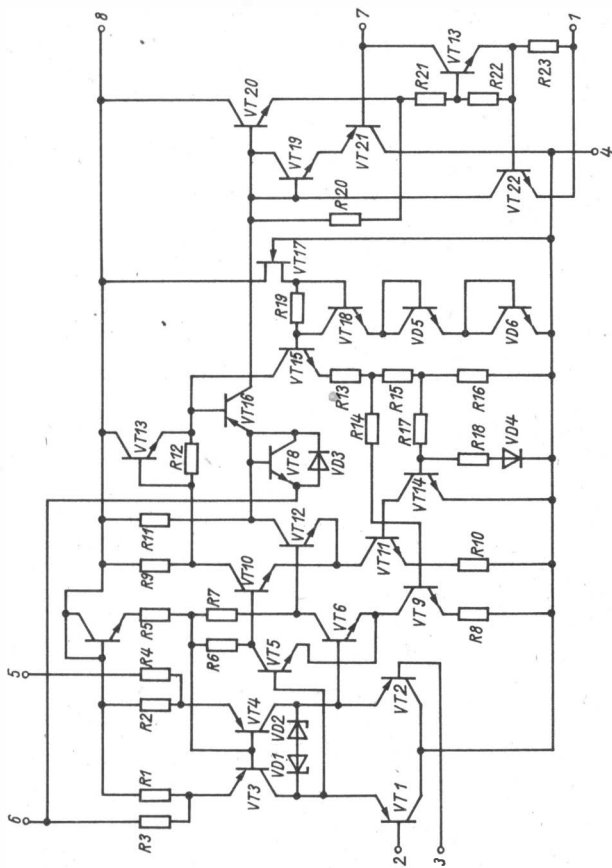 6
5
8
7
1
R1
R3
R2
R4
R5
R9
R11
VT13
R12
VT20
VT19
R20
VT21
R21
VT13
R22
R23
VT22
4
VT3
VT4
VD1
VD2
R6
R7
VT5
VT6
VT10
VT12
VT16
VT8
VD3
VT15
R19
VT17
VT18
VD5
VD6
R13
R14
R15
R16
R17
R18
VD4
VT14
VT11
VT9
R8
R10
VT1
VT2
2
3